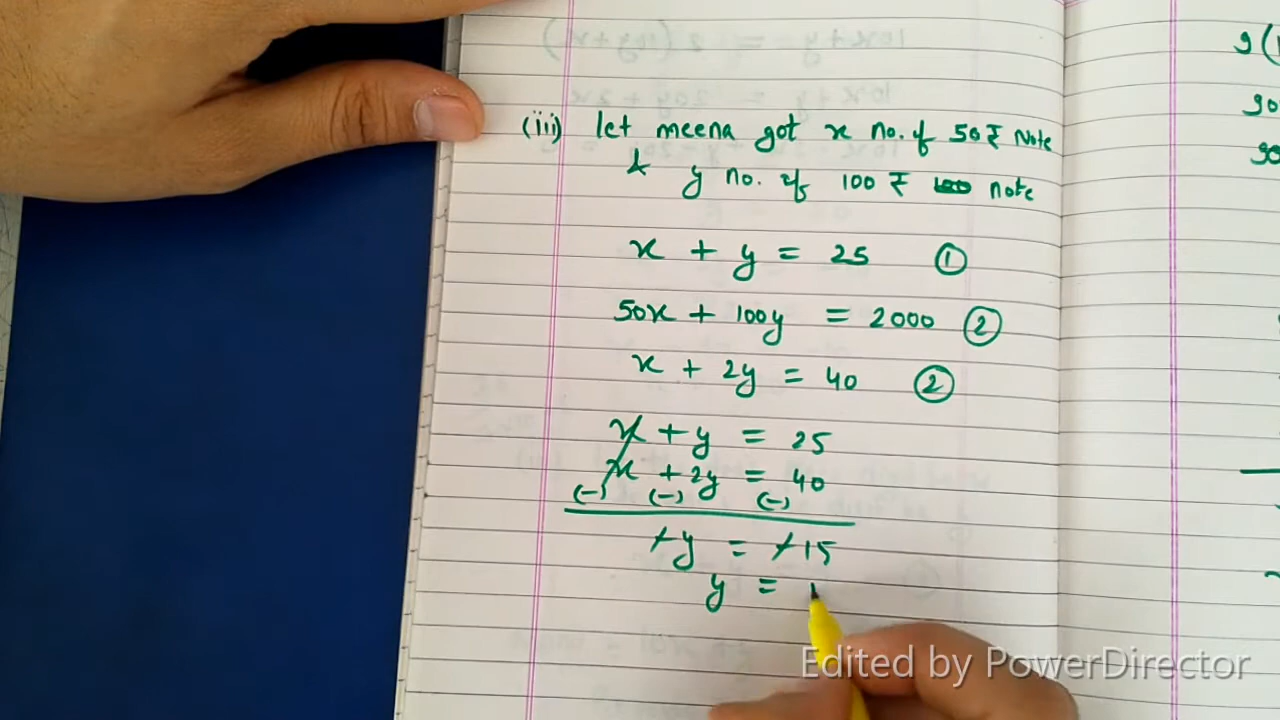 (iii) let meena got x no. of 50 ₹ Note
& y no. of 100 ₹ note
x + y = 25 ①
50x + 100y = 2000 ②
x + 2y = 40 ②
x + y = 25
x + 2y = 40
(-) (-) (-)
-y = -15
y = 1
Edited by PowerDirector